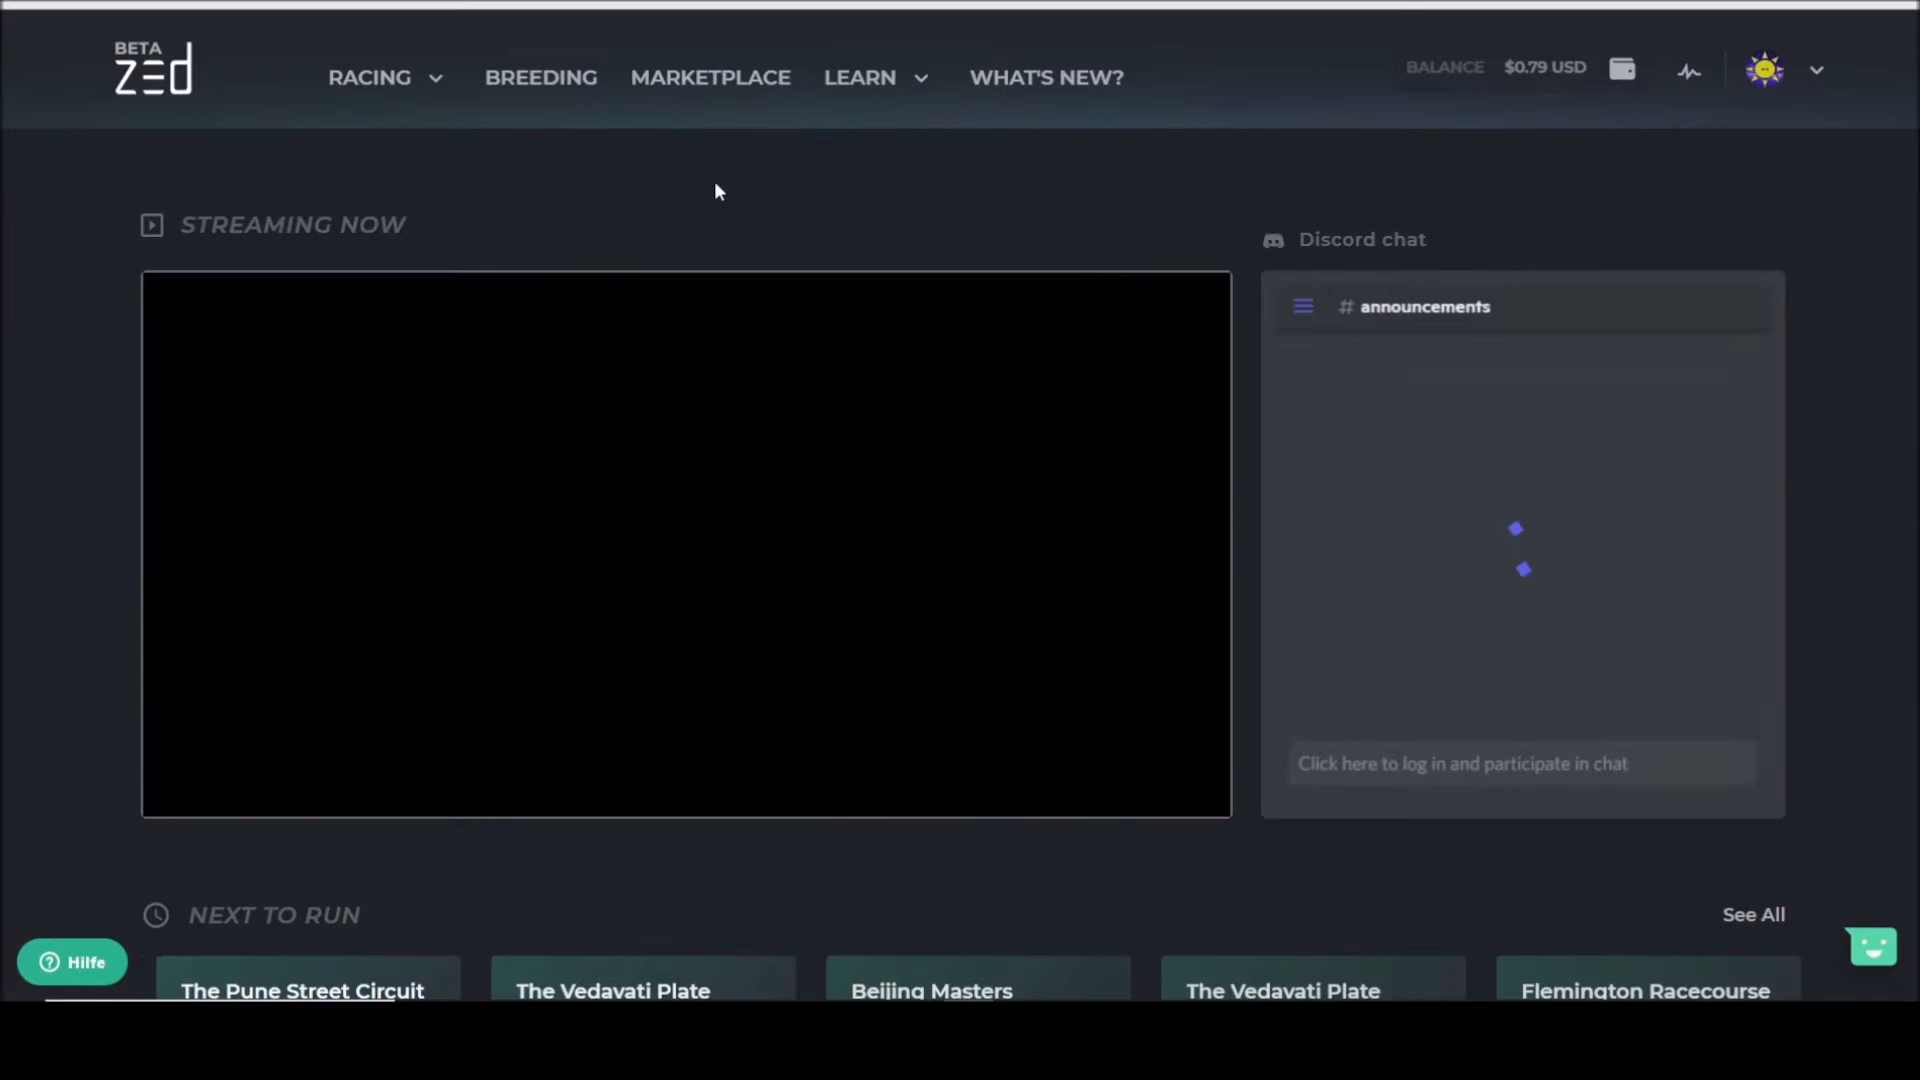 BETA
zed
RACING
BREEDING
MARKETPLACE
LEARN
WHAT'S NEW?
BALANCE $0.79 USD
STREAMING NOW
Discord chat
# announcements
Click here to log in and participate in chat
NEXT TO RUN
See All
Hilfe
The Pune Street Circuit
The Vedavati Plate
Beijing Masters
The Vedavati Plate
Flemington Racecourse